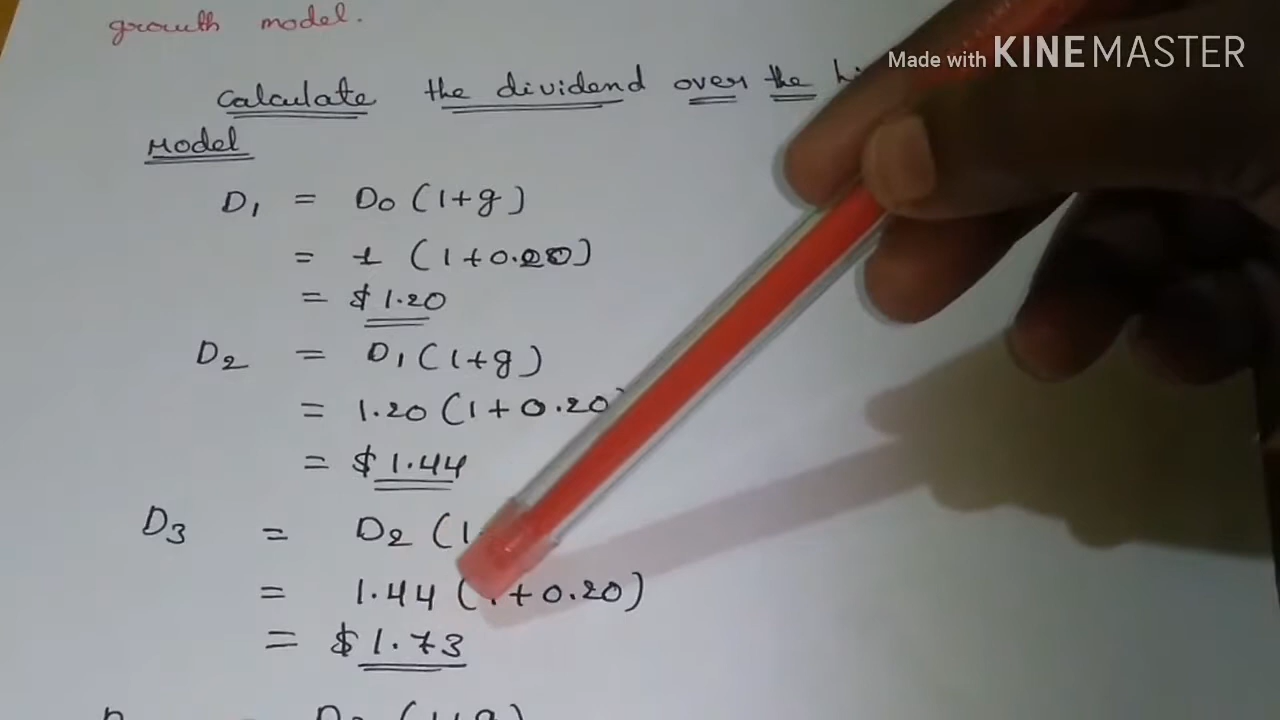 growth model.
Made with KINEMASTER
Calculate the dividend over the
Model
D1 = D0 (1+g)
= 1 (1+0.20)
= $1.20
D2 = D1 (1+g)
= 1.20 (1+0.20
= $1.44
D3 = D2 (1
= 1.44 (1+0.20)
= $1.73
(1+g)